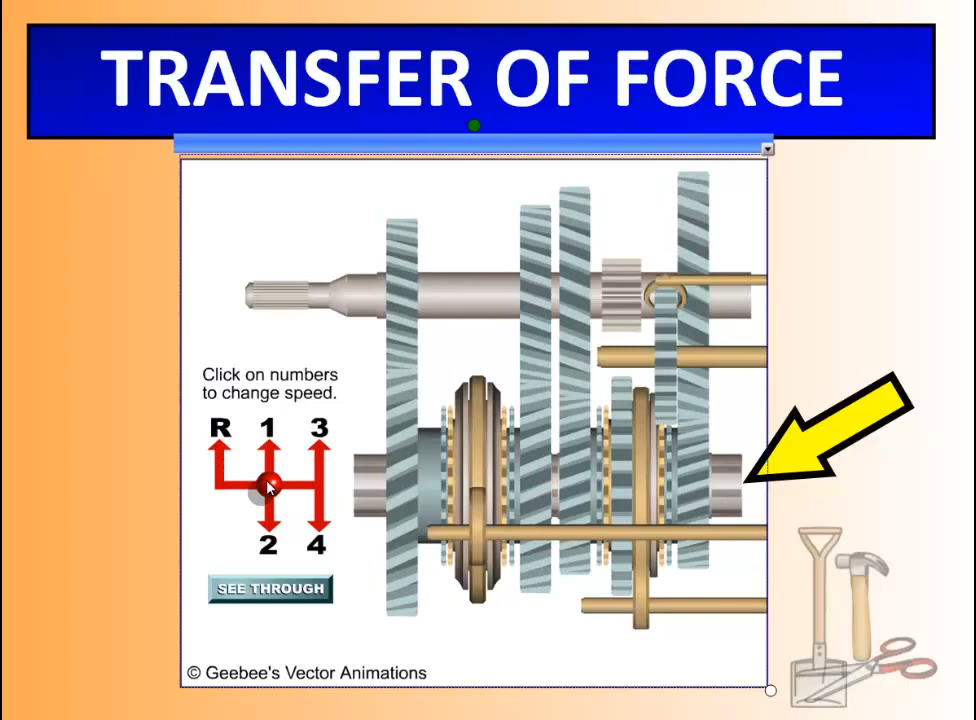 TRANSFER OF FORCE
Click on numbers
to change speed.
R 1 3
2 4
SEE THROUGH
© Geebee's Vector Animations